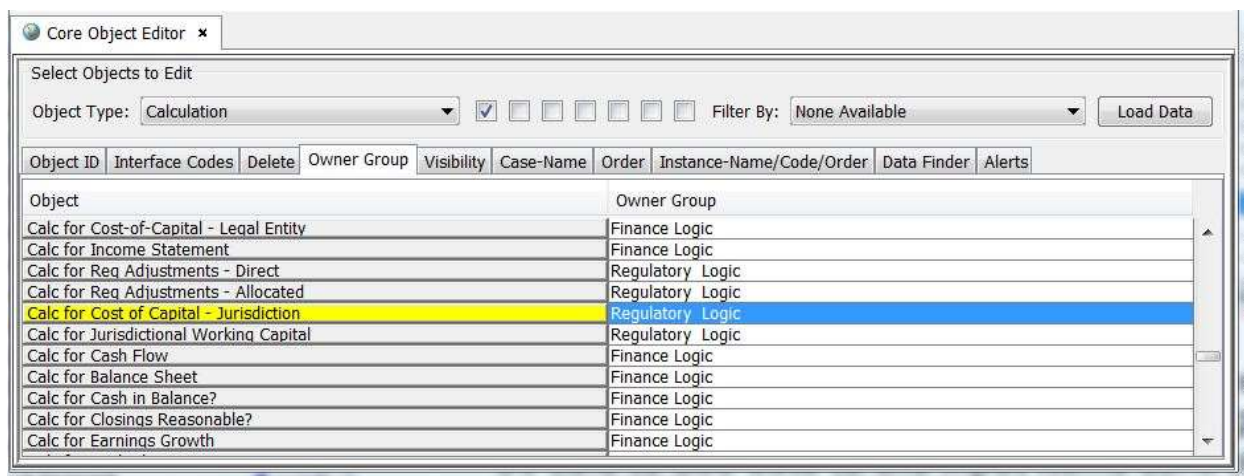 Core Object Editor
Select Objects to Edit
Object Type: Calculation Filter By: None Available Load Data
Object ID Interface Codes Delete Owner Group Visibility Case-Name Order Instance-Name/Code/Order Data Finder Alerts
Object Owner Group
Calc for Cost-of-Capital - Legal Entity Finance Logic
Calc for Income Statement Finance Logic
Calc for Reg Adjustments - Direct Regulatory Logic
Calc for Reg Adjustments - Allocated Regulatory Logic
Calc for Cost of Capital - Jurisdiction Regulatory Logic
Calc for Jurisdictional Working Capital Regulatory Logic
Calc for Cash Flow Finance Logic
Calc for Balance Sheet Finance Logic
Calc for Cash in Balance? Finance Logic
Calc for Closings Reasonable? Finance Logic
Calc for Earnings Growth Finance Logic